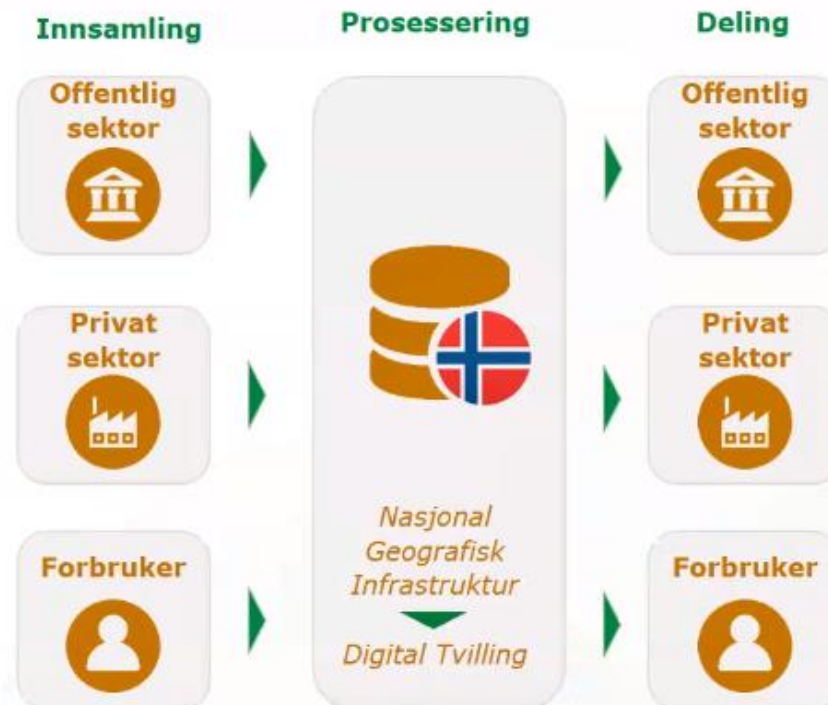 Innsamling
Prosessering
Deling
Offentlig
sektor
Privat
sektor
Forbruker
Nasjonal
Geografisk
Infrastruktur
Digital Tvilling
Offentlig
sektor
Privat
sektor
Forbruker